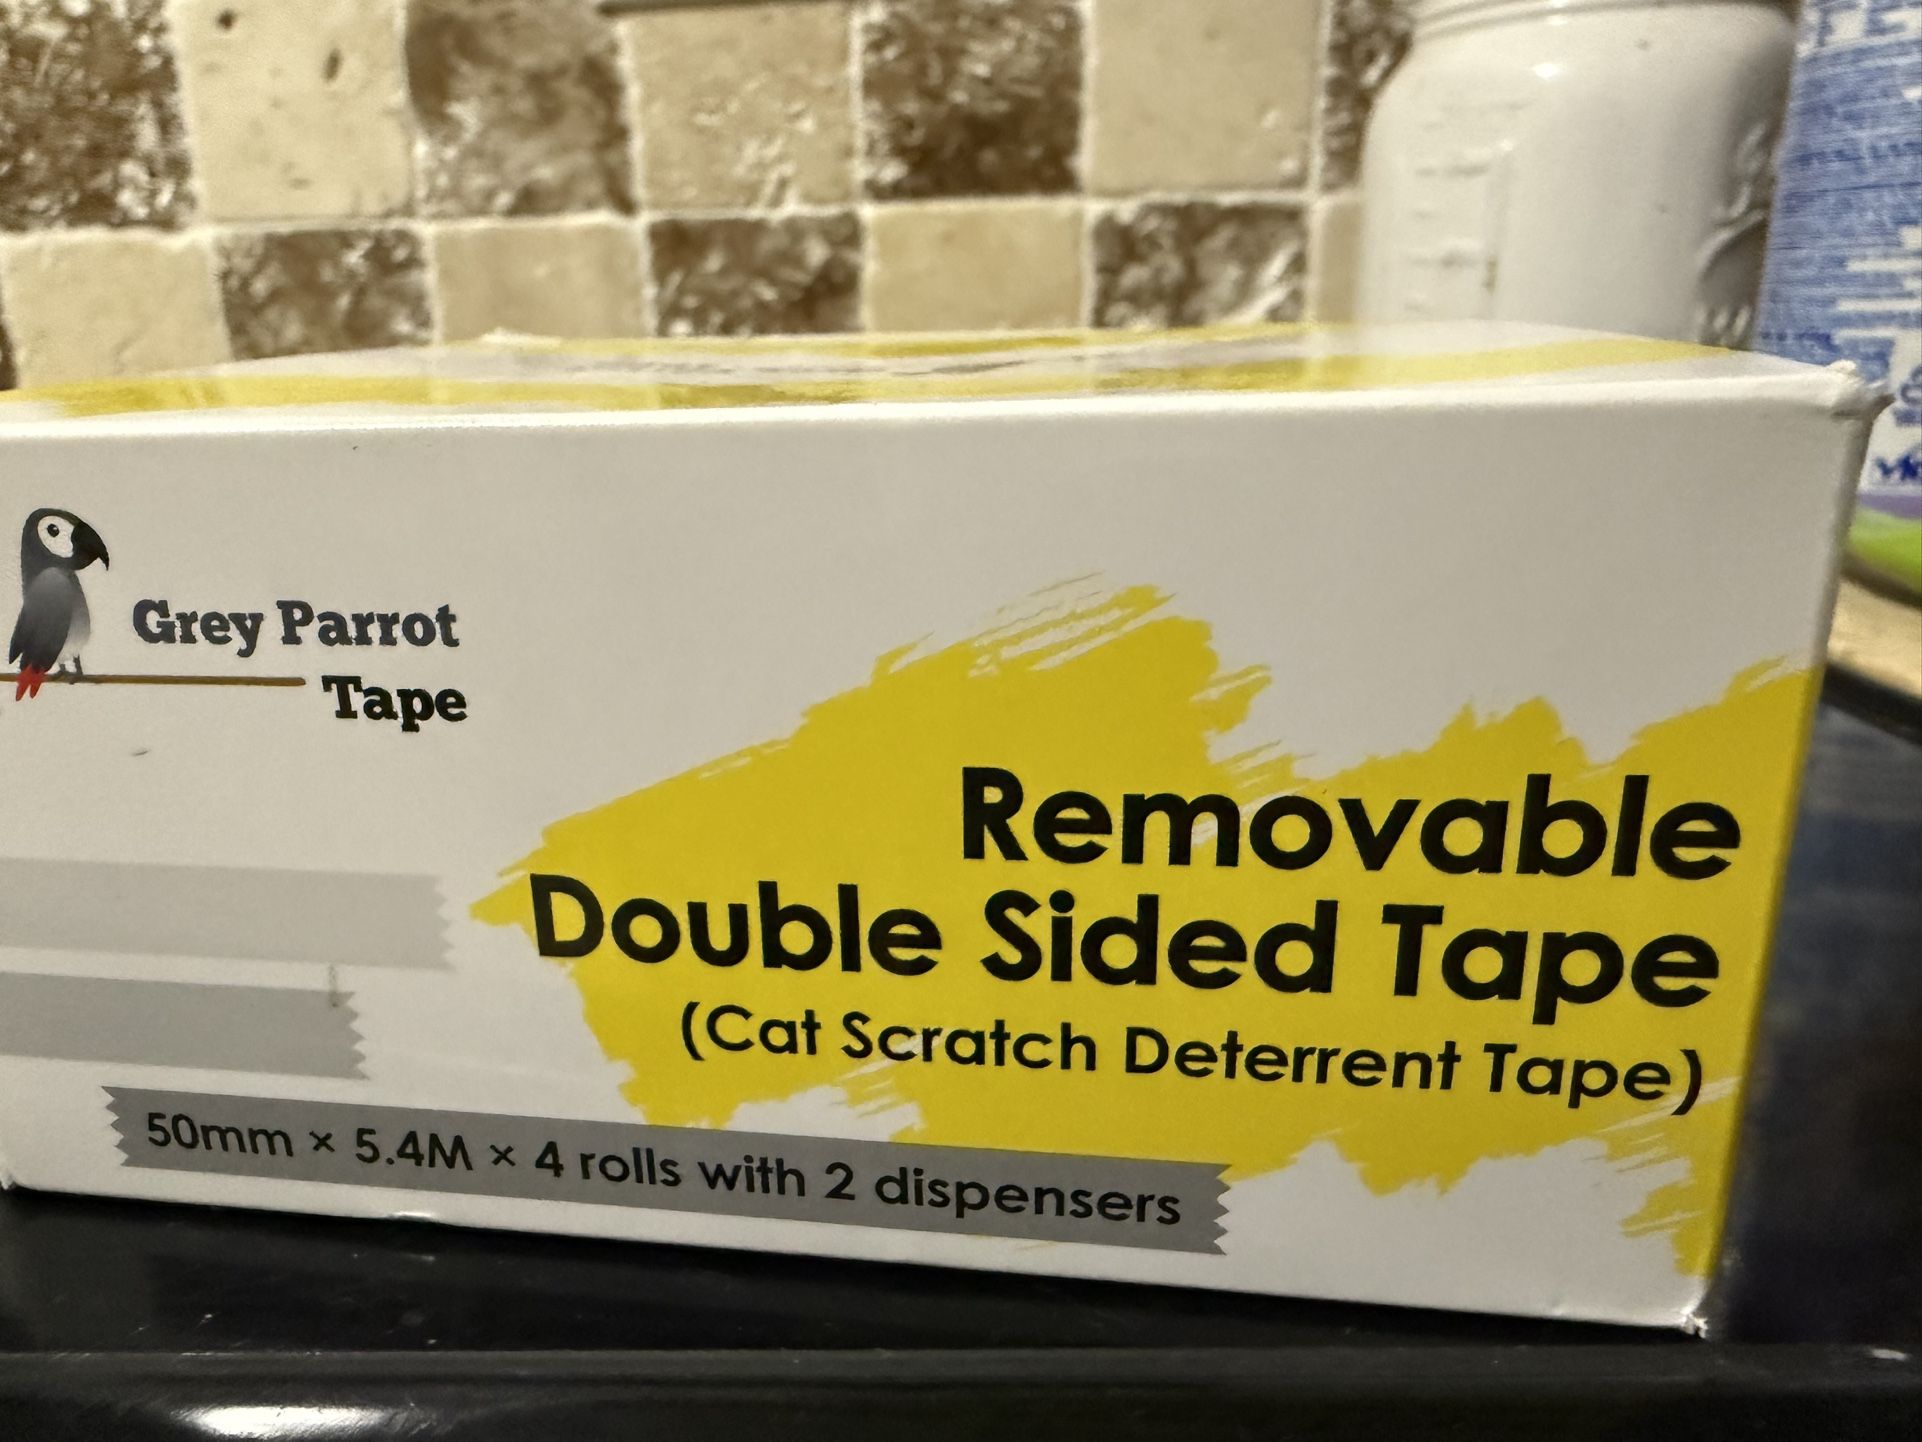 Grey Parrot
Tape
Removable
Double Sided Tape
(Cat Scratch Deterrent Tape)
50mm × 5.4M × 4 rolls with 2 dispensers